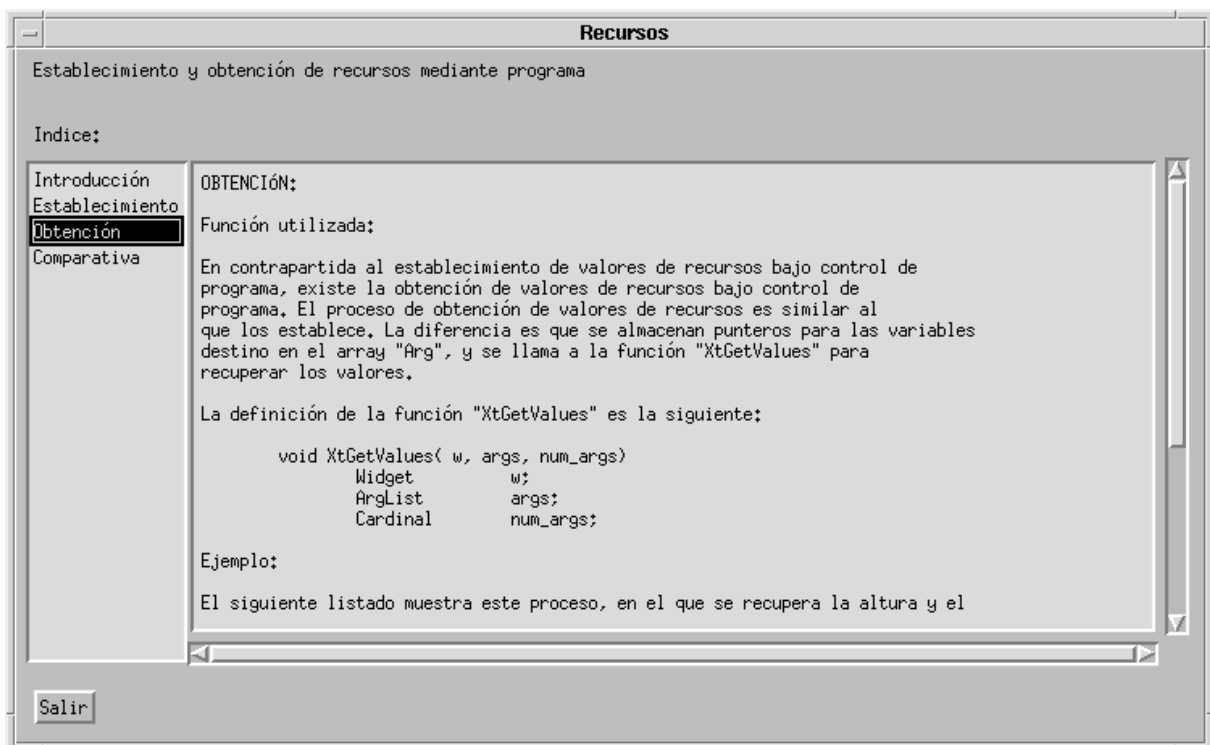 Recursos
Establecimiento y obtención de recursos mediante programa
Indice:
Introducción
Establecimiento
Obtención
Comparativa
OBTENCIóN:
Función utilizada:
En contrapartida al establecimiento de valores de recursos bajo control de
programa, existe la obtención de valores de recursos bajo control de
programa. El proceso de obtención de valores de recursos es similar al
que los establece. La diferencia es que se almacenan punteros para las variables
destino en el array "Arg", y se llama a la función "XtGetValues" para
recuperar los valores.
La definición de la función "XtGetValues" es la siguiente:
void XtGetValues( w, args, num_args)
Widget w;
ArgList args;
Cardinal num_args;
Ejemplo:
El siguiente listado muestra este proceso, en el que se recupera la altura y el
Salir